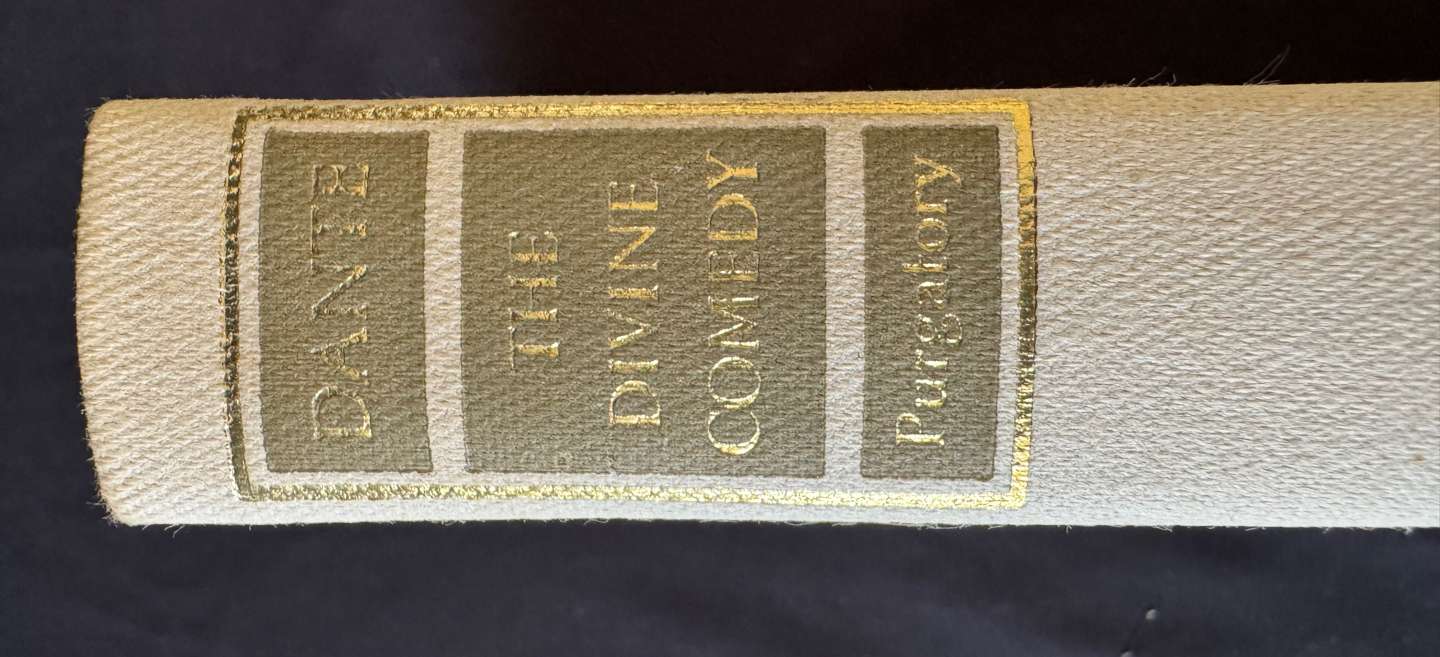 DANTE
THE
DIVINE
COMEDY
Purgatory